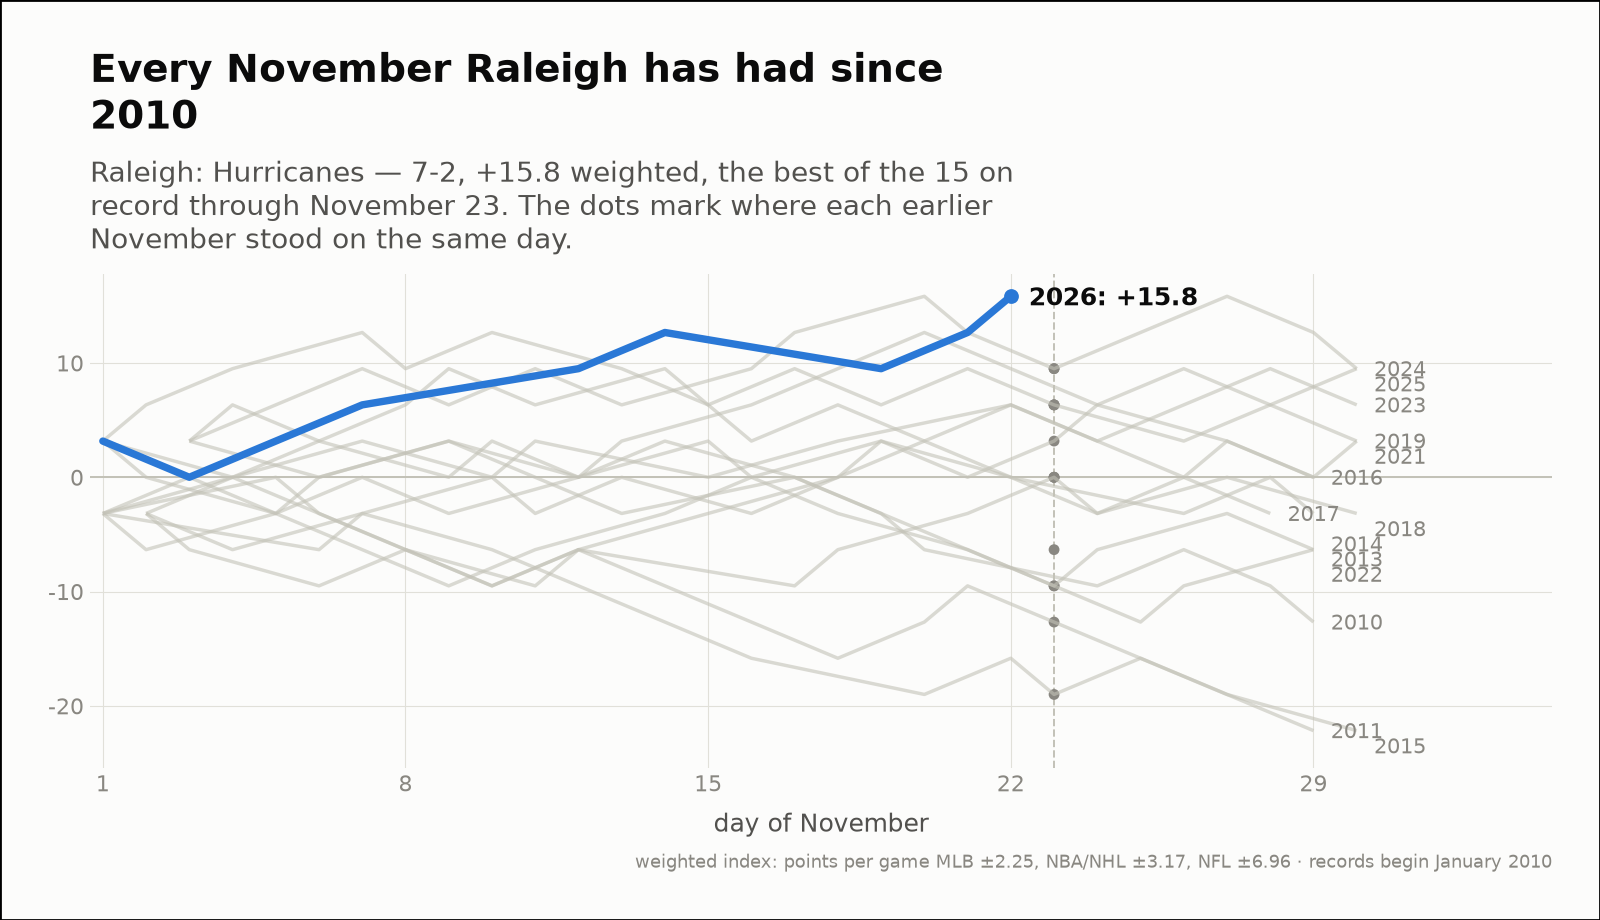 Every November Raleigh has had since
2010
Raleigh: Hurricanes — 7-2, +15.8 weighted, the best of the 15 on
record through November 23. The dots mark where each earlier
November stood on the same day.
2026: +15.8
10
0
-10
-20
2024
2025
2023
2019
2021
2016
2017
2018
2014
2013
2022
2010
2011
2015
1 8 15 22 29
day of November
weighted index: points per game MLB ±2.25, NBA/NHL ±3.17, NFL ±6.96 · records begin January 2010